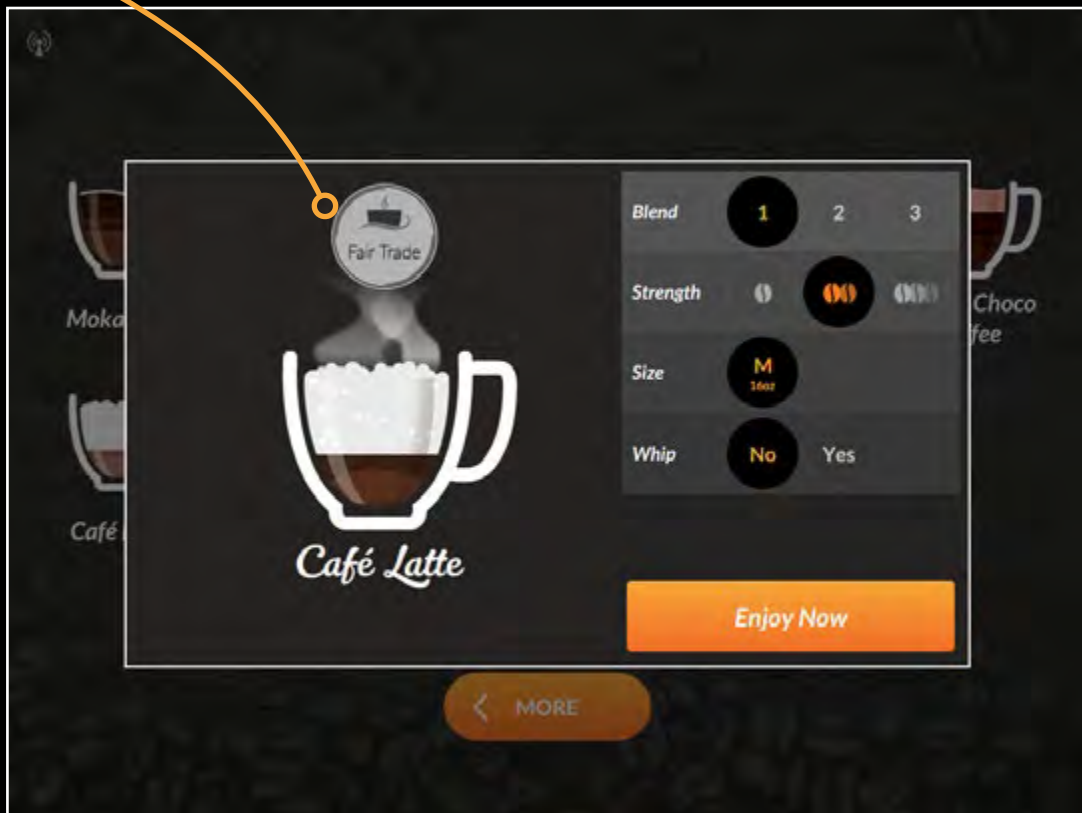 Fair Trade
Café Latte
Blend 1 2 3
Strength
Size M
16oz
Whip No Yes
Enjoy Now
Moka
Choco
fee
Café
MORE